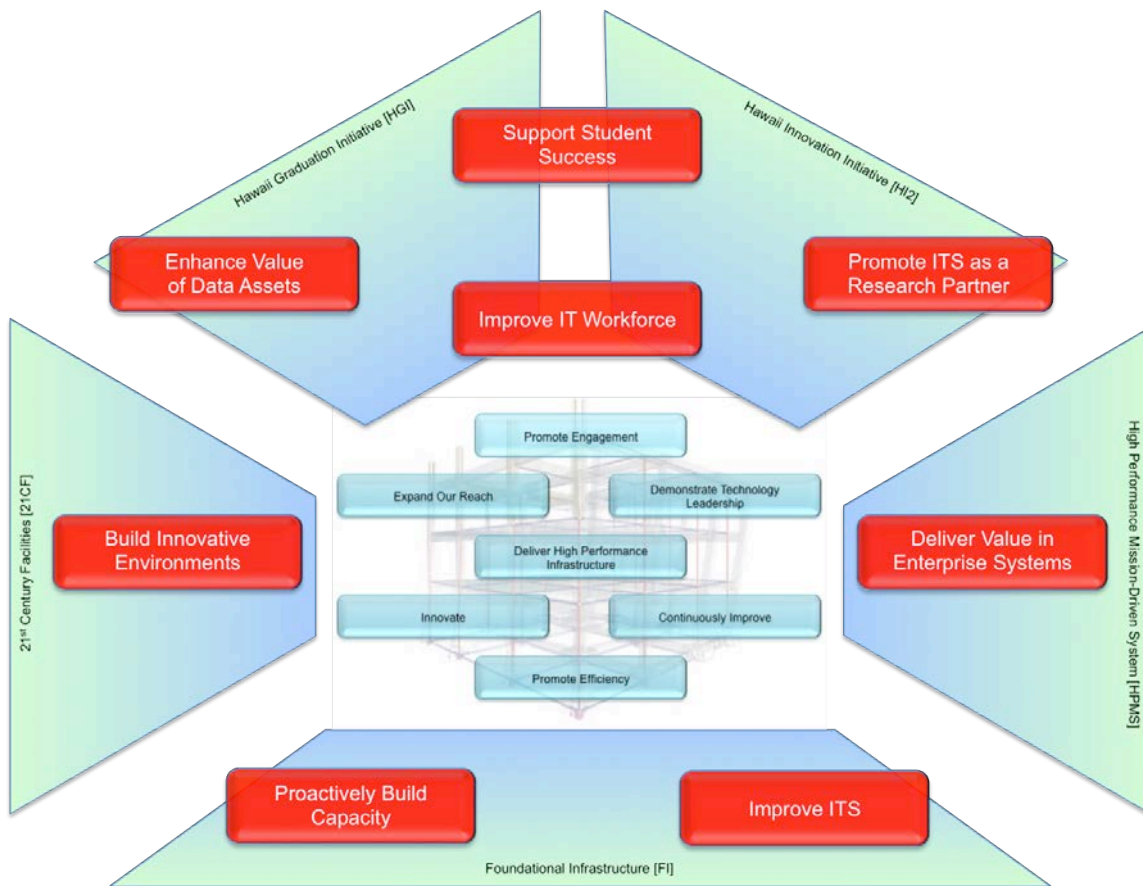 Hawaii Graduation Initiative [HGI]
Hawaii Innovation Initiative [HI2]
Support Student
Success
Enhance Value
of Data Assets
Promote ITS as a
Research Partner
Improve IT Workforce
21st Century Facilities [21CF]
High Performance Mission-Driven System [HPMS]
Promote Engagement
Expand Our Reach
Demonstrate Technology
Leadership
Build Innovative
Environments
Deliver High Performance
Infrastructure
Deliver Value in
Enterprise Systems
Innovate
Continuously Improve
Promote Efficiency
Proactively Build
Capacity
Improve ITS
Foundational Infrastructure [FI]